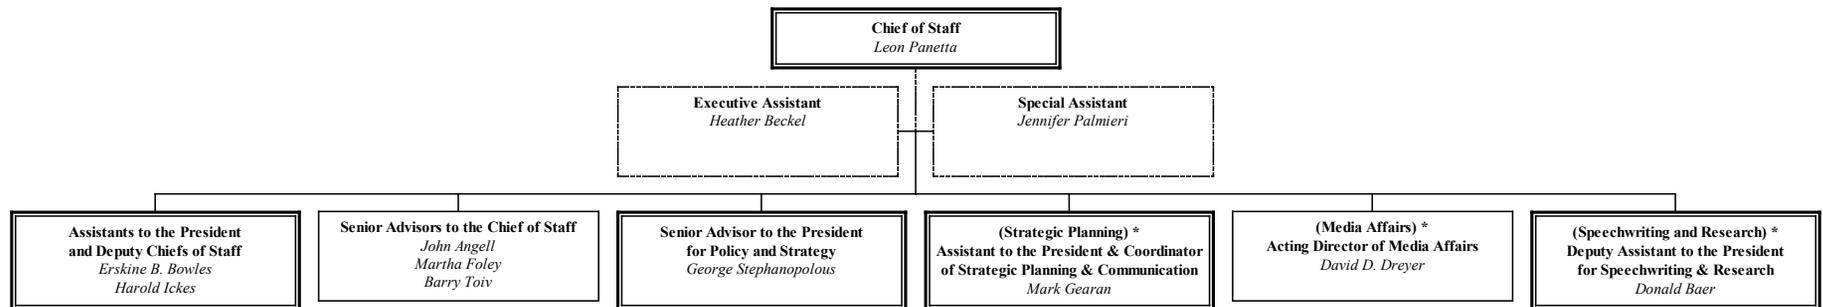 Chief of Staff
Leon Panetta
Executive Assistant
Heather Beckel
Special Assistant
Jennifer Palmieri
Assistants to the President
and Deputy Chiefs of Staff
Erskine B. Bowles
Harold Ickes
Senior Advisors to the Chief of Staff
John Angell
Martha Foley
Barry Toiv
Senior Advisor to the President
for Policy and Strategy
George Stephanopolous
(Strategic Planning) *
Assistant to the President & Coordinator
of Strategic Planning & Communication
Mark Gearan
(Media Affairs) *
Acting Director of Media Affairs
David D. Dreyer
(Speechwriting and Research) *
Deputy Assistant to the President
for Speechwriting & Research
Donald Baer